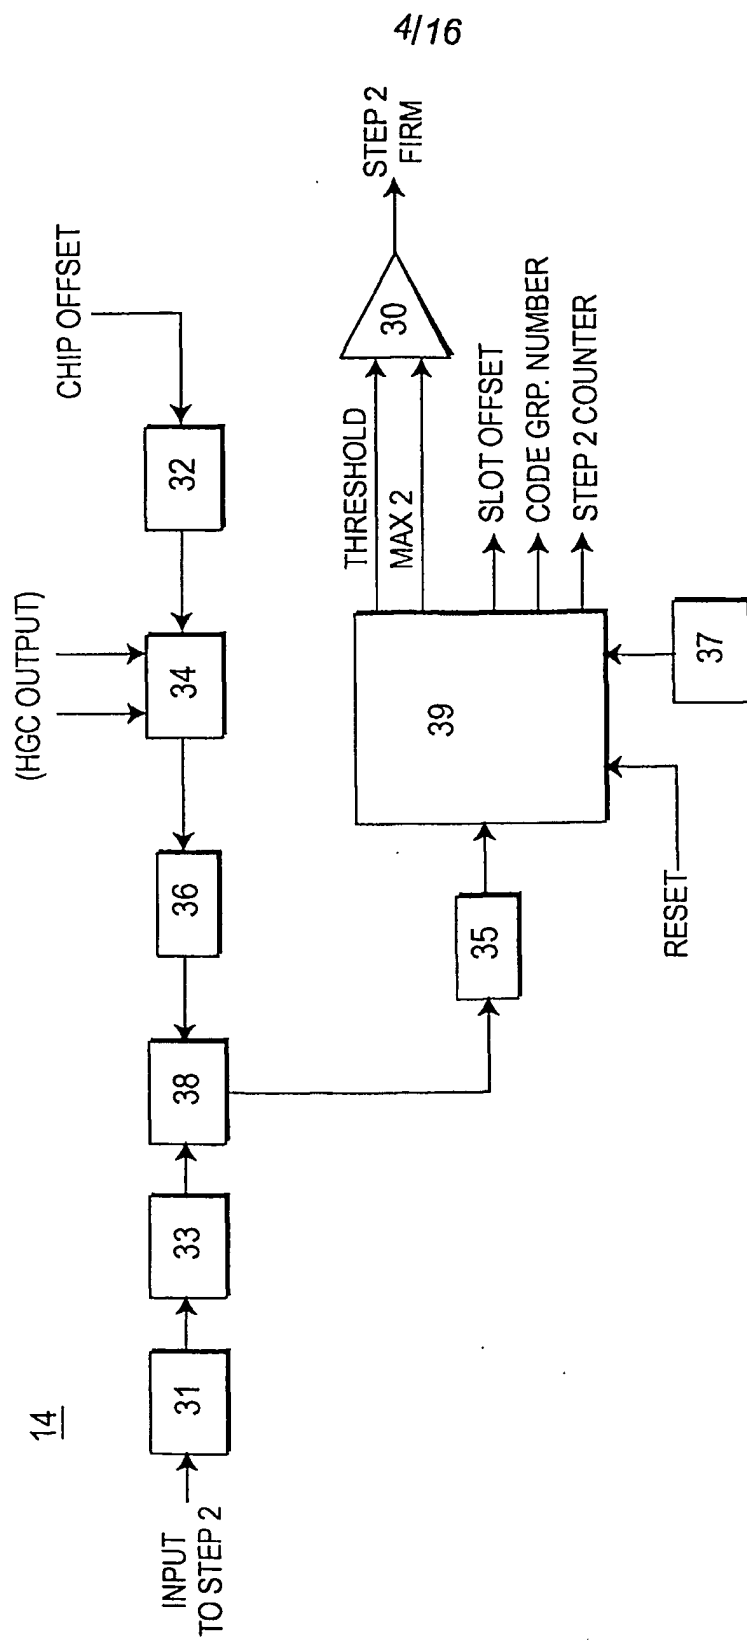 4/16
14
INPUT
TO STEP 2
31
33
38
36
34
32
(HGC OUTPUT)
CHIP OFFSET
35
39
RESET
37
THRESHOLD
MAX 2
30
STEP 2
FIRM
SLOT OFFSET
CODE GRP. NUMBER
STEP 2 COUNTER